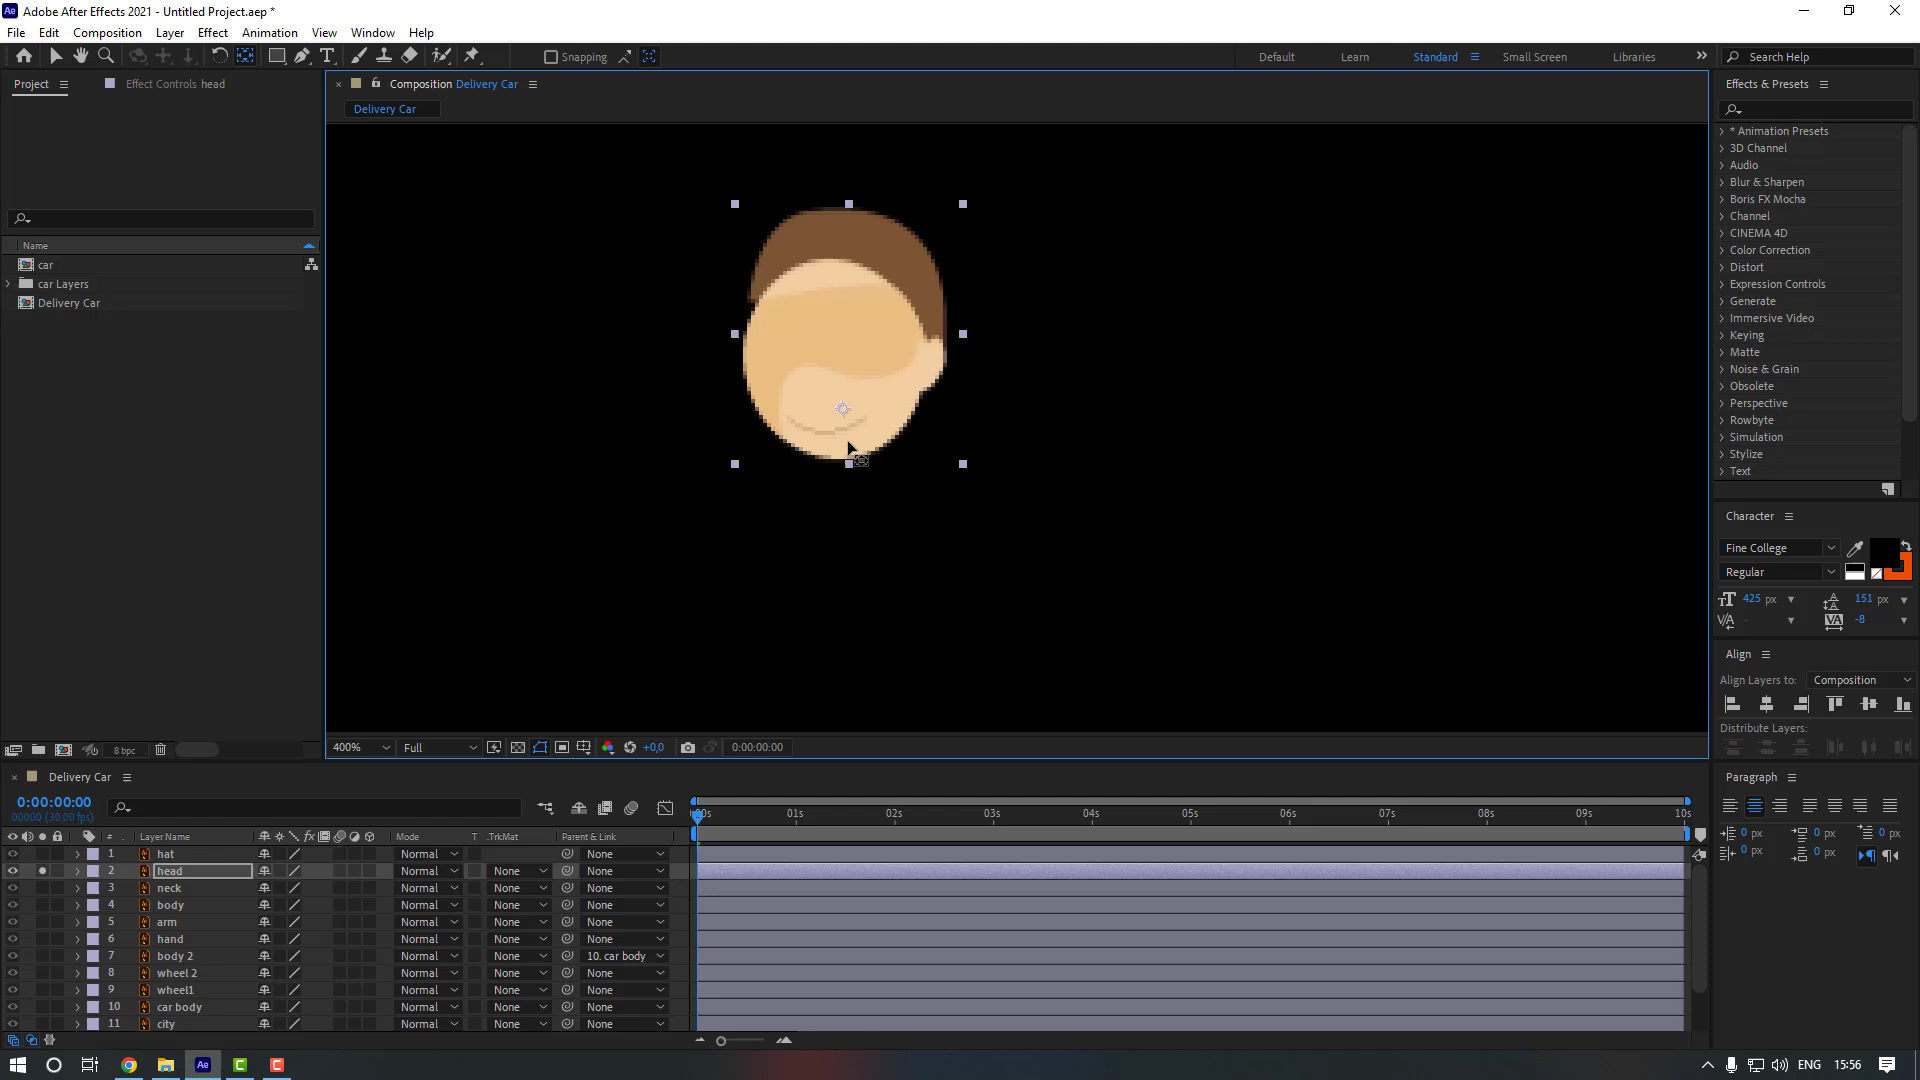 Adobe After Effects 2021 - Untitled Project.aep *
File Edit Composition Layer Effect Animation View Window Help
Snapping Default Learn Standard Small Screen Libraries Search Help
Project Effect Controls head
Composition Delivery Car
Effects & Presets
Delivery Car
* Animation Presets
3D Channel
Audio
Blur & Sharpen
Boris FX Mocha
Channel
CINEMA 4D
Color Correction
Distort
Expression Controls
Generate
Immersive Video
Keying
Matte
Noise & Grain
Obsolete
Perspective
Rowbyte
Simulation
Stylize
Text
Name
car
car Layers
Delivery Car
Character
Fine College
Regular
425 px 151 px
-8
Align
Align Layers to: Composition
Distribute Layers:
8 bpc
400% Full +0,0 0:00:00:00
Paragraph
0 px 0 px 0 px
0 px 0 px
Delivery Car
0:00:00:00
00000 (30.00 fps)
01s 02s 03s 04s 05s 06s 07s 08s 09s 10s
# Layer Name Mode T .TrkMat Parent & Link
1 hat Normal None
2 head Normal None None
3 neck Normal None None
4 body Normal None None
5 arm Normal None None
6 hand Normal None None
7 body 2 Normal None 10. car body
8 wheel 2 Normal None None
9 wheel1 Normal None None
10 car body Normal None None
11 city Normal None None
Ae ENG 15:56